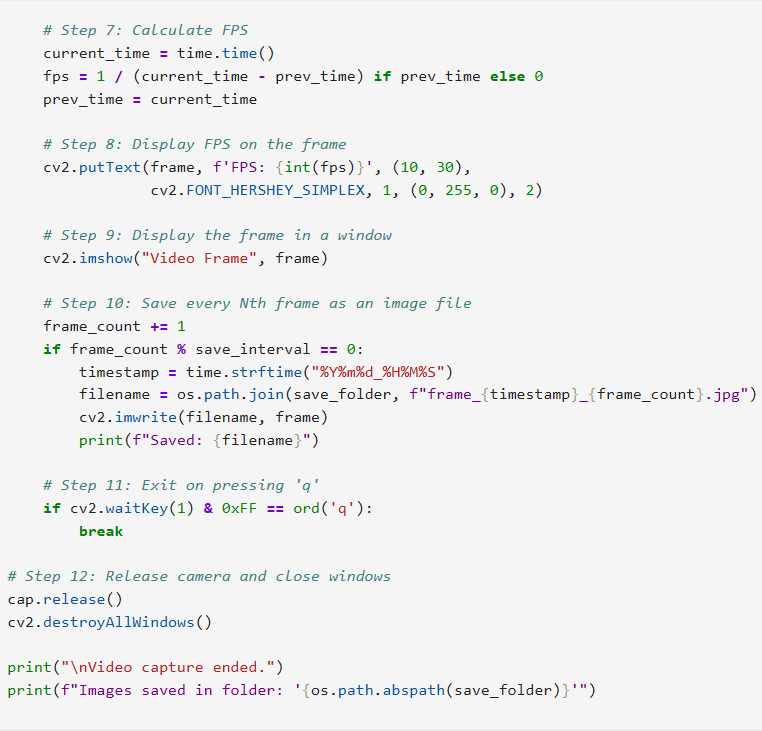 # Step 7: Calculate FPS
    current_time = time.time()
    fps = 1 / (current_time - prev_time) if prev_time else 0
    prev_time = current_time

    # Step 8: Display FPS on the frame
    cv2.putText(frame, f'FPS: {int(fps)}', (10, 30),
                cv2.FONT_HERSHEY_SIMPLEX, 1, (0, 255, 0), 2)

    # Step 9: Display the frame in a window
    cv2.imshow("Video Frame", frame)

    # Step 10: Save every Nth frame as an image file
    frame_count += 1
    if frame_count % save_interval == 0:
        timestamp = time.strftime("%Y%m%d_%H%M%S")
        filename = os.path.join(save_folder, f"frame_{timestamp}_{frame_count}.jpg")
        cv2.imwrite(filename, frame)
        print(f"Saved: {filename}")

    # Step 11: Exit on pressing 'q'
    if cv2.waitKey(1) & 0xFF == ord('q'):
        break

# Step 12: Release camera and close windows
cap.release()
cv2.destroyAllWindows()

print("\nVideo capture ended.")
print(f"Images saved in folder: '{os.path.abspath(save_folder)}'")